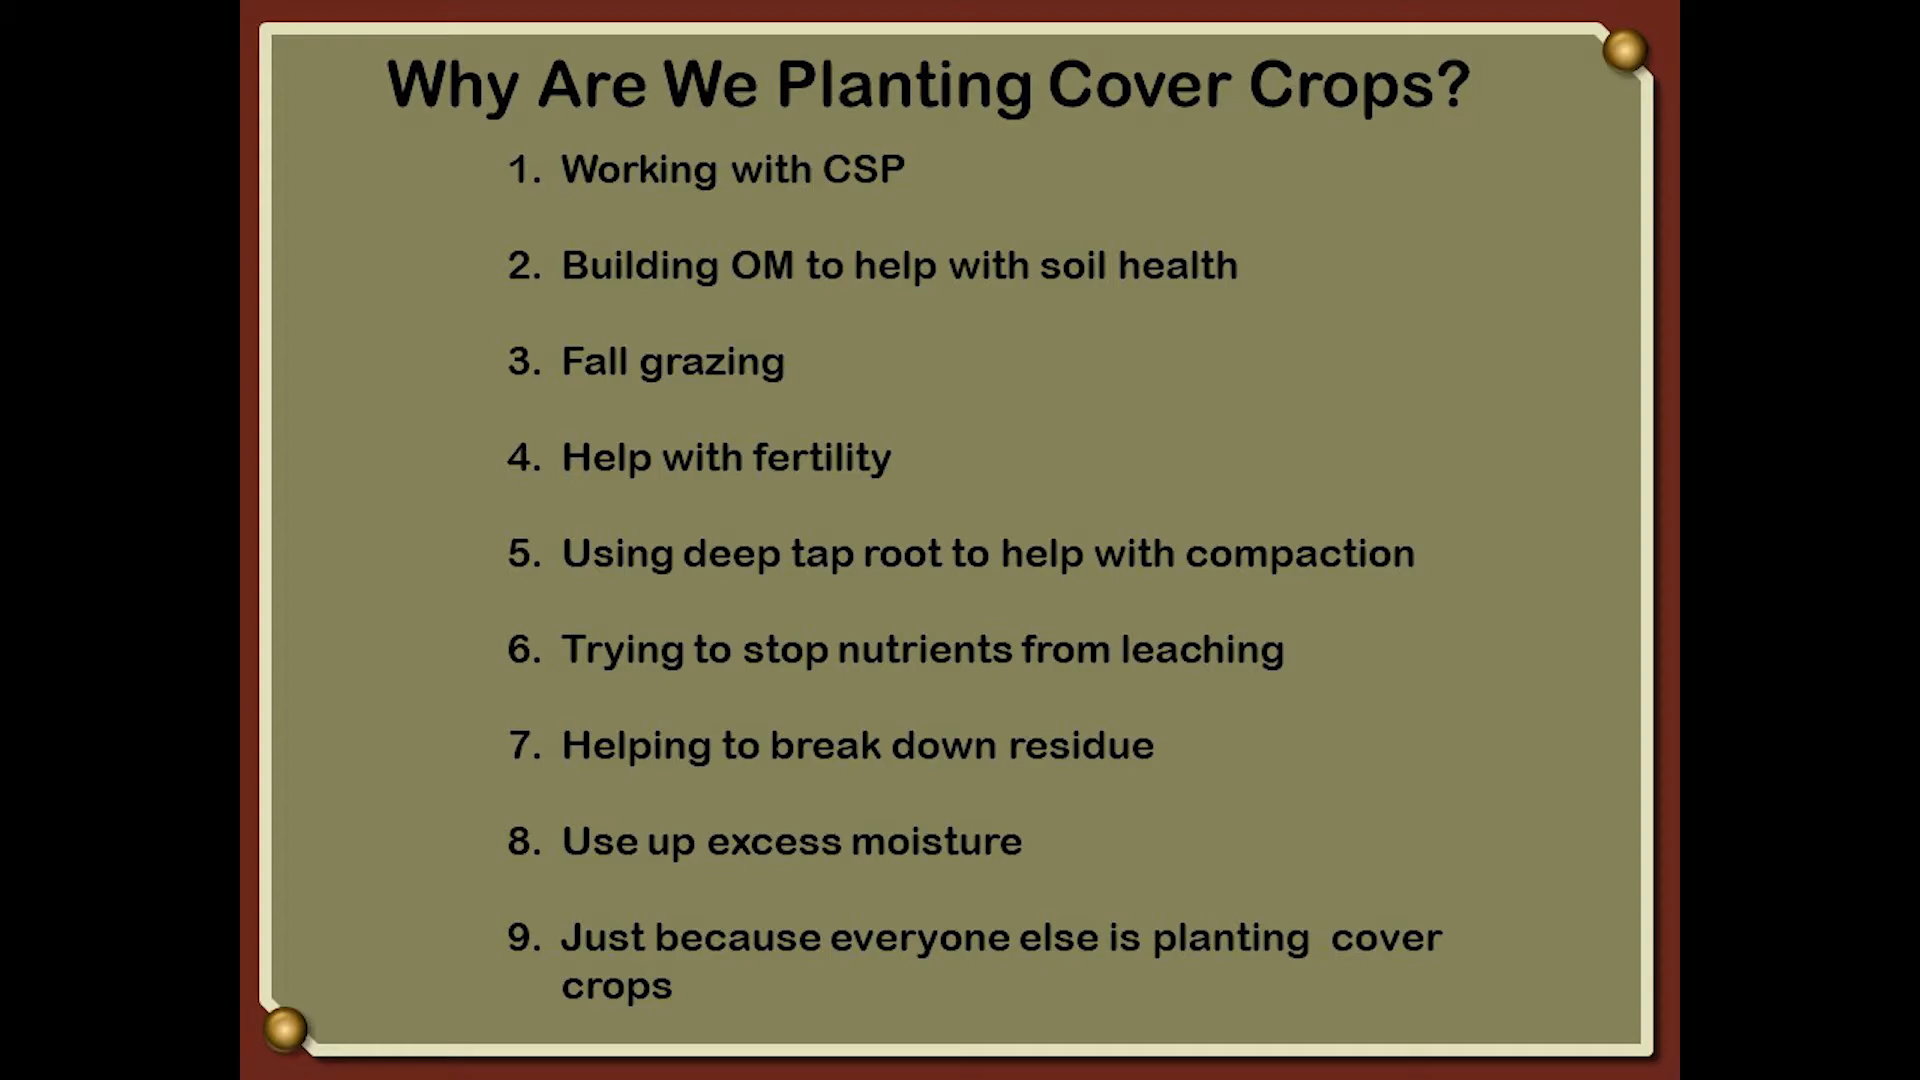 Why Are We Planting Cover Crops?
1. Working with CSP
2. Building OM to help with soil health
3. Fall grazing
4. Help with fertility
5. Using deep tap root to help with compaction
6. Trying to stop nutrients from leaching
7. Helping to break down residue
8. Use up excess moisture
9. Just because everyone else is planting cover
crops